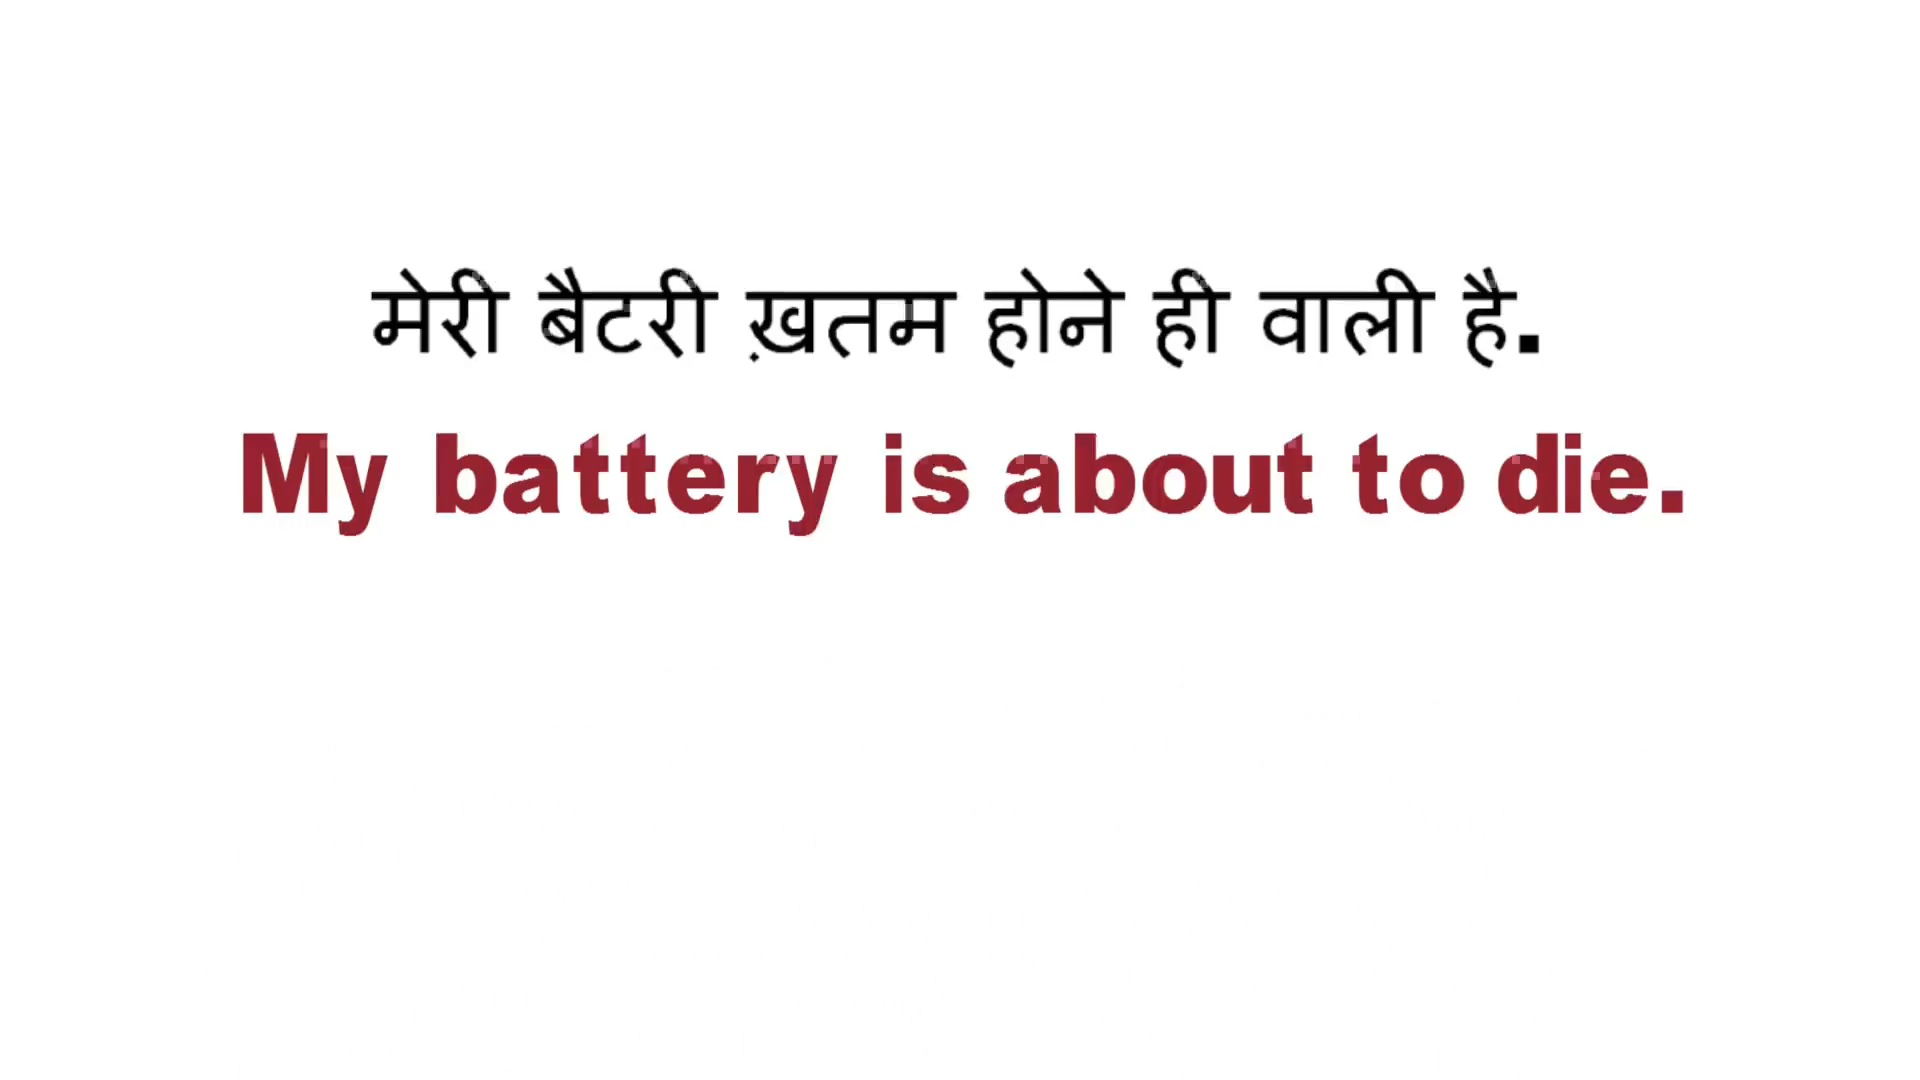 मेरी बैटरी ख़तम होने ही वाली है.
My battery is about to die.